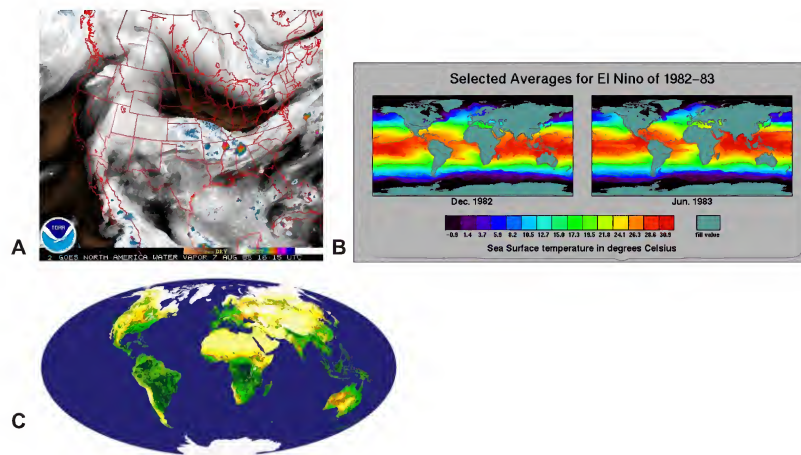 A
NOAA
DRY
2 GOES NORTH AMERICA WATER VAPOR 7 AUG 16 15 UTC
B
Selected Averages for El Nino of 1982-83
Dec. 1982
Jun. 1983
-0.9 1.4 3.7 5.9 8.2 10.5 12.7 15.0 17.3 19.5 21.8 24.1 26.3 28.6 30.9
fill value
Sea Surface temperature in degrees Celsius
C